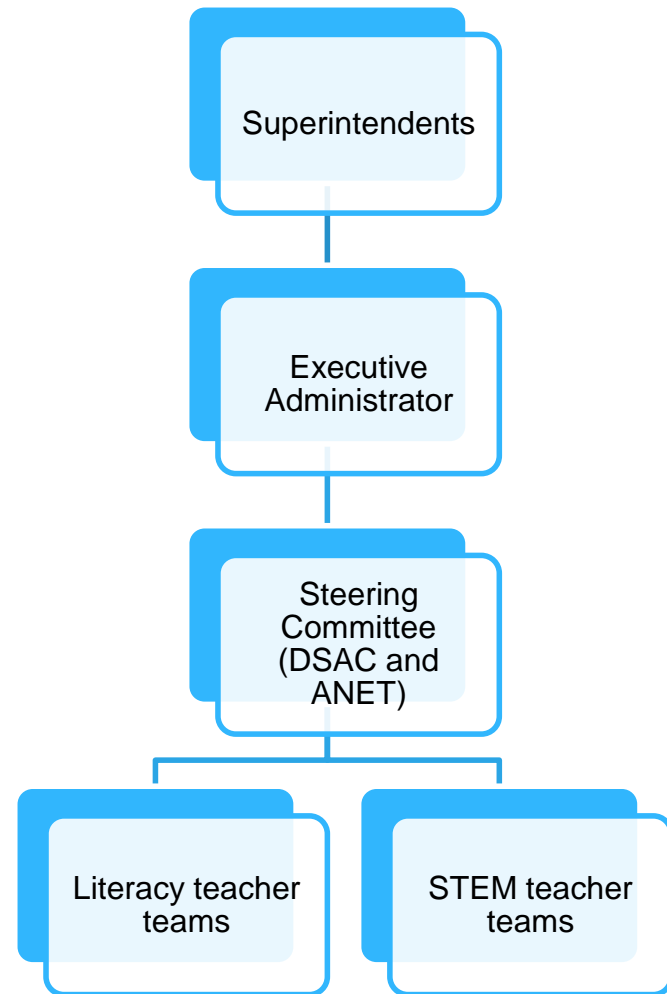 Superintendents
Executive
Administrator
Steering
Committee
(DSAC and
ANET)
Literacy teacher
teams
STEM teacher
teams